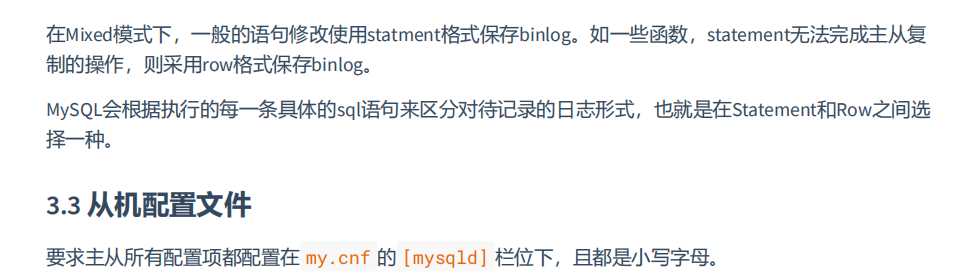 在Mixed模式下，一般的语句修改使用statment格式保存binlog。如一些函数，statement无法完成主从复
制的操作，则采用row格式保存binlog。
MySQL会根据执行的每一条具体的sql语句来区分对待记录的日志形式，也就是在Statement和Row之间选
择一种。
3.3 从机配置文件
要求主从所有配置项都配置在 my.cnf 的 [mysqld] 栏位下，且都是小写字母。